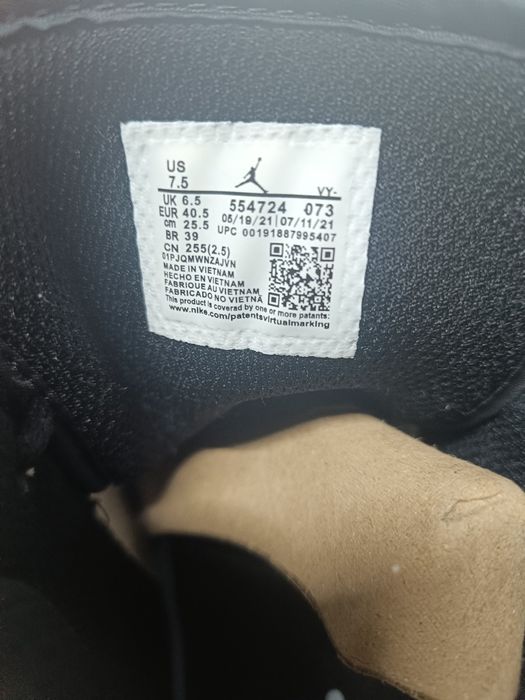 US
7.5
VY-
UK 6.5
EUR 40.5
cm 25.5
BR 39
CN 255(2.5)
554724 073
05/19/21 07/11/21
UPC 00191887995407
01PJQMWNZAJVN
MADE IN VIETNAM
HECHO EN VIETNAM
FABRIQUE AU VIETNAM
FABRICADO NO VIETNÃ
This product is covered by one or more patents:
www.nike.com/patentsvirtualmarking